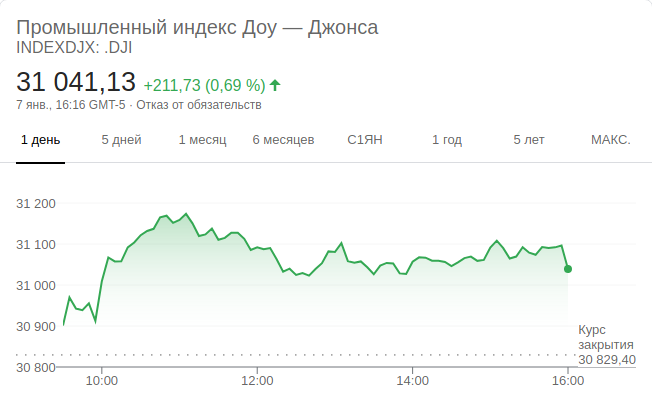 Промышленный индекс Доу — Джонса
INDEXDJX: .DJI
31 041,13 +211,73 (0,69 %)
7 янв., 16:16 GMT-5 · Отказ от обязательств
1 день 5 дней 1 месяц 6 месяцев С1ЯН 1 год 5 лет МАКС.
31 200
31 100
31 000
30 900
Курс
закрытия
30 829,40
30 800
10:00 12:00 14:00 16:00